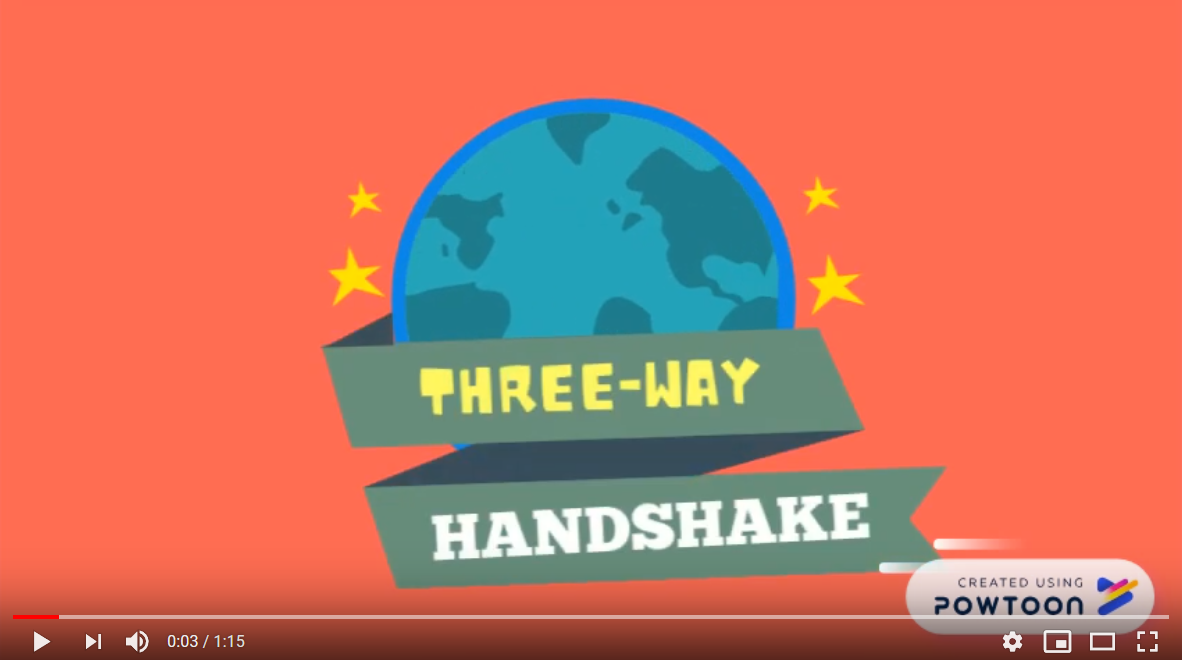 THREE-WAY
HANDSHAKE
CREATED USING
POWTOON
0:03 / 1:15